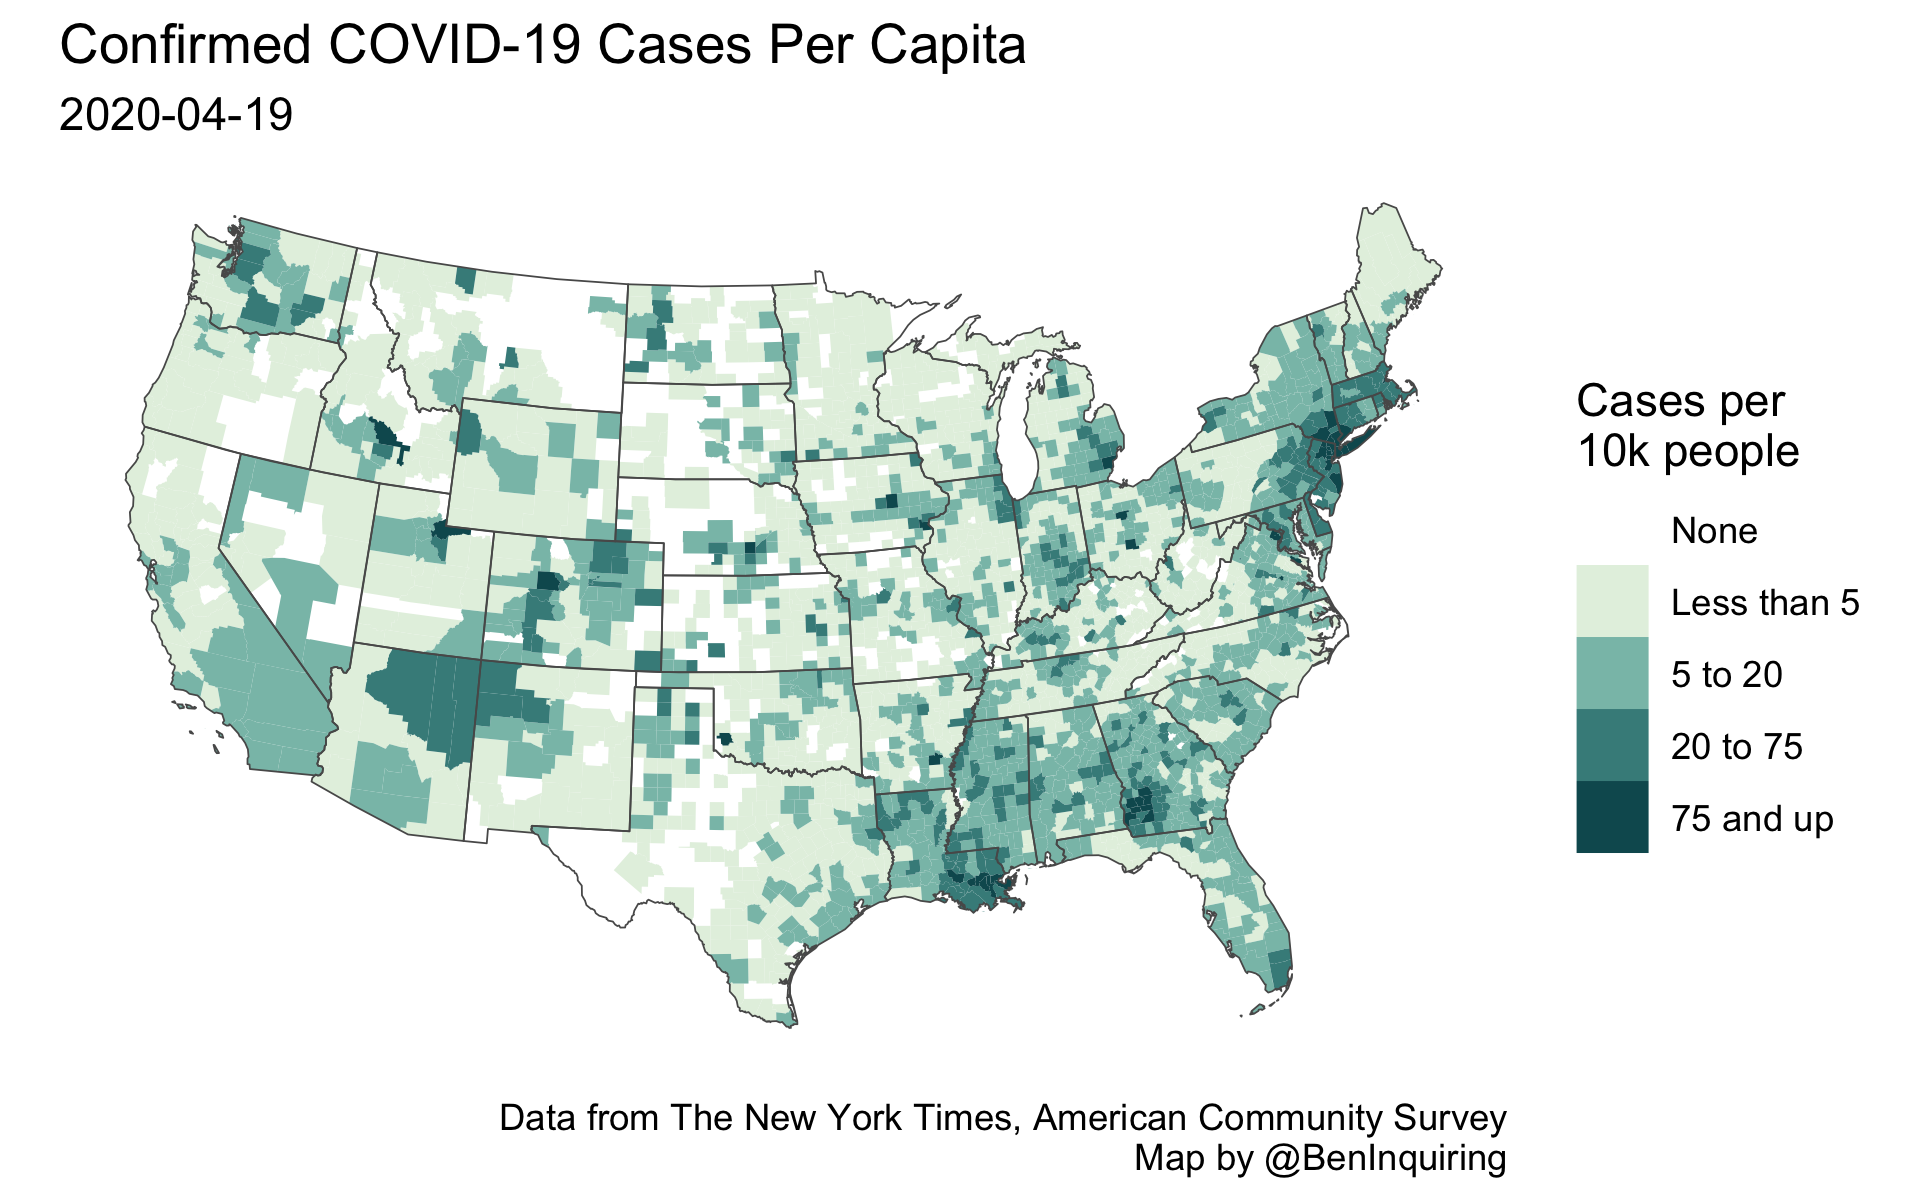 Confirmed COVID-19 Cases Per Capita
2020-04-19
Cases per
10k people
None
Less than 5
5 to 20
20 to 75
75 and up
Data from The New York Times, American Community Survey
Map by @BenInquiring